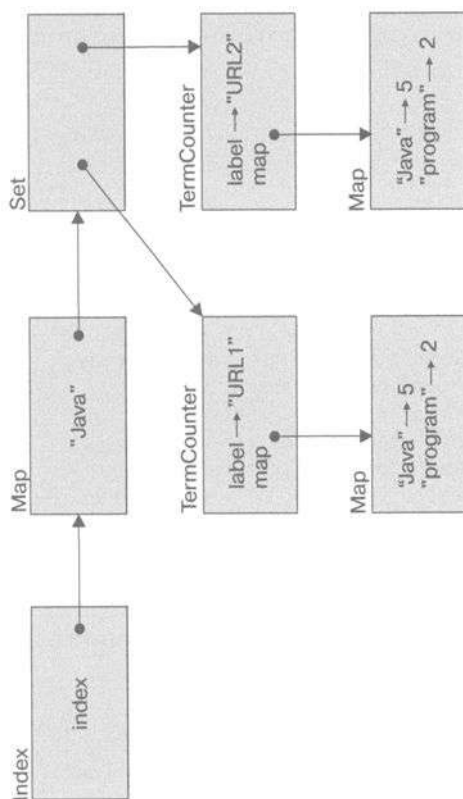 Index
index
Map
"Java"
Set
TermCounter
label → "URL1"
map
TermCounter
label → "URL2"
map
Map
"Java" → 5
"program" → 2
Map
"Java" → 5
"program" → 2